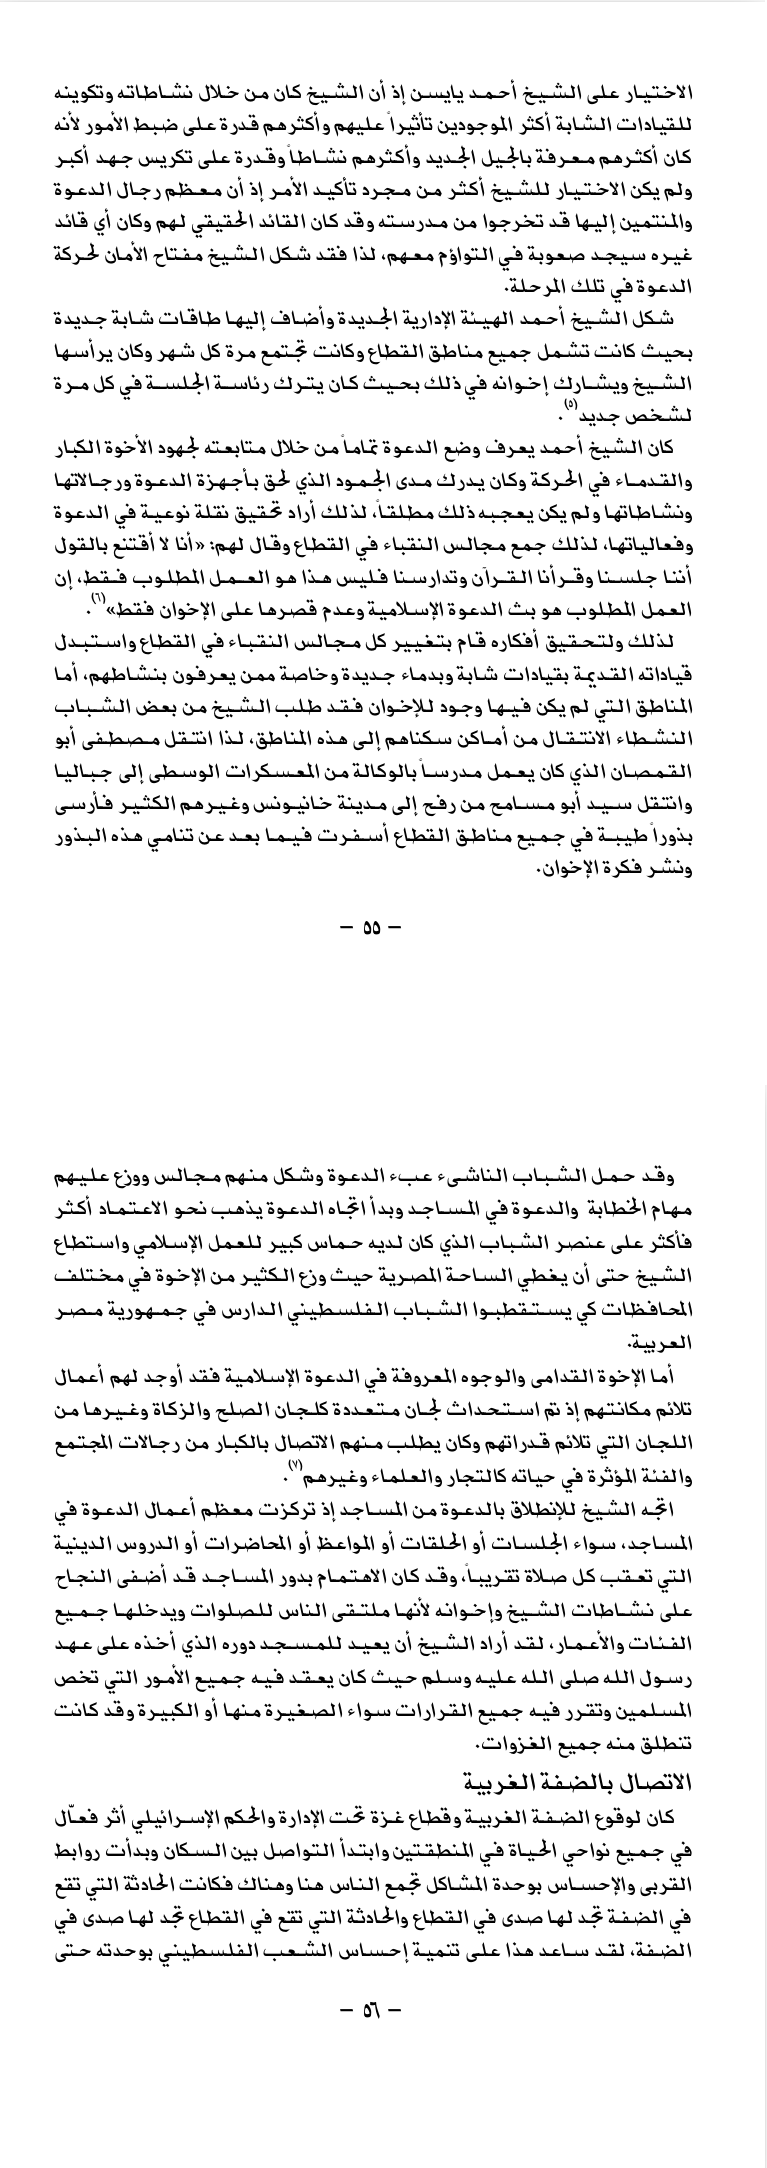 الاختيار على الشيخ أحمد يايسن إذ أن الشيخ كان من خلال نشاطاته وتكوينه
للقيادات الشابة أكثر الموجودين تأثيراً عليهم وأكثرهم قدرة على ضبط الأمور لأنه
كان أكثرهم معرفة بالجيل الجديد وأكثرهم نشاطاً وقدرة على تكريس جهد أكبر
ولم يكن الاختيار للشيخ أكثر من مجرد تأكيد الأمر إذ أن معظم رجال الدعوة
والمنتمين إليها قد تخرجوا من مدرسته وقد كان القائد الحقيقي لهم وكان أي قائد
غيره سيجد صعوبة في التواؤم معهم، لذا فقد شكل الشيخ مفتاح الأمان لحركة
الدعوة في تلك المرحلة.
شكل الشيخ أحمد الهيئة الإدارية الجديدة وأضاف إليها طاقات شابة جديدة
بحيث كانت تشمل جميع مناطق القطاع وكانت تجتمع مرة كل شهر وكان يرأسها
الشيخ ويشارك إخوانه في ذلك بحيث كان يترك رئاسة الجلسة في كل مرة
لشخص جديد(٥).
كان الشيخ أحمد يعرف وضع الدعوة تماماً من خلال متابعته لجهود الأخوة الكبار
والقدماء في الحركة وكان يدرك مدى الجمود الذي لحق بأجهزة الدعوة ورجالاتها
ونشاطاتها ولم يكن يعجبه ذلك مطلقاً، لذلك أراد تحقيق نقلة نوعية في الدعوة
وفعالياتها، لذلك جمع مجالس النقباء في القطاع وقال لهم: «أنا لا أقتنع بالقول
أننا جلسنا وقرأنا القرآن وتدارسنا فليس هذا هو العمل المطلوب فقط، إن
العمل المطلوب هو بث الدعوة الإسلامية وعدم قصرها على الإخوان فقط»(٦).
لذلك ولتحقيق أفكاره قام بتغيير كل مجالس النقباء في القطاع واستبدل
قياداته القديمة بقيادات شابة وبدماء جديدة وخاصة ممن يعرفون بنشاطهم، أما
المناطق التي لم يكن فيها وجود للإخوان فقد طلب الشيخ من بعض الشباب
النشطاء الانتقال من أماكن سكناهم إلى هذه المناطق، لذا انتقل مصطفى أبو
القمصان الذي كان يعمل مدرساً بالوكالة من المعسكرات الوسطى إلى جباليا
وانتقل سيد أبو مسامح من رفح إلى مدينة خانيونس وغيرهم الكثير فأرسى
بذوراً طيبة في جميع مناطق القطاع أسفرت فيما بعد عن تنامي هذه البذور
ونشر فكرة الإخوان.
– ٥٥ –
وقد حمل الشباب الناشىء عبء الدعوة وشكل منهم مجالس ووزع عليهم
مهام الخطابة والدعوة في المساجد وبدأ اتجاه الدعوة يذهب نحو الاعتماد أكثر
فأكثر على عنصر الشباب الذي كان لديه حماس كبير للعمل الإسلامي واستطاع
الشيخ حتى أن يغطي الساحة المصرية حيث وزع الكثير من الإخوة في مختلف
المحافظات كي يستقطبوا الشباب الفلسطيني الدارس في جمهورية مصر
العربية.
أما الإخوة القدامى والوجوه المعروفة في الدعوة الإسلامية فقد أوجد لهم أعمال
تلائم مكانتهم إذ تم استحداث لجان متعددة كلجان الصلح والزكاة وغيرها من
اللجان التي تلائم قدراتهم وكان يطلب منهم الاتصال بالكبار من رجالات المجتمع
والفئة المؤثرة في حياته كالتجار والعلماء وغيرهم(٧).
اتجه الشيخ للإنطلاق بالدعوة من المساجد إذ تركزت معظم أعمال الدعوة في
المساجد، سواء الجلسات أو الحلقات أو المواعظ أو المحاضرات أو الدروس الدينية
التي تعقب كل صلاة تقريباً، وقد كان الاهتمام بدور المساجد قد أضفى النجاح
على نشاطات الشيخ وإخوانه لأنها ملتقى الناس للصلوات ويدخلها جميع
الفئات والأعمار، لقد أراد الشيخ أن يعيد للمسجد دوره الذي أخذه على عهد
رسول الله صلى الله عليه وسلم حيث كان يعقد فيه جميع الأمور التي تخص
المسلمين وتقرر فيه جميع القرارات سواء الصغيرة منها أو الكبيرة وقد كانت
تنطلق منه جميع الغزوات.
الاتصال بالضفة الغربية
كان لوقوع الضفة الغربية وقطاع غزة تحت الإدارة والحكم الإسرائيلي أثر فعّال
في جميع نواحي الحياة في المنطقتين وابتدأ التواصل بين السكان وبدأت روابط
القربى والإحساس بوحدة المشاكل تجمع الناس هنا وهناك فكانت الحادثة التي تقع
في الضفة تجد لها صدى في القطاع والحادثة التي تقع في القطاع تجد لها صدى في
الضفة، لقد ساعد هذا على تنمية إحساس الشعب الفلسطيني بوحدته حتى
– ٥٦ –